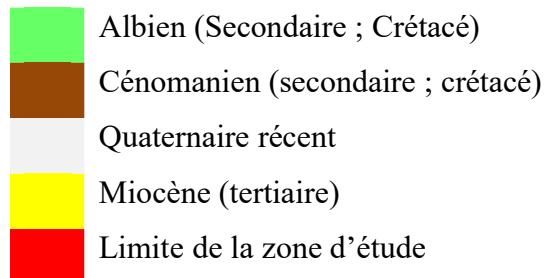 Albien (Secondaire ; Crétacé)
Cénomanien (secondaire ; crétacé)
Quaternaire récent
Miocène (tertiaire)
Limite de la zone d’étude